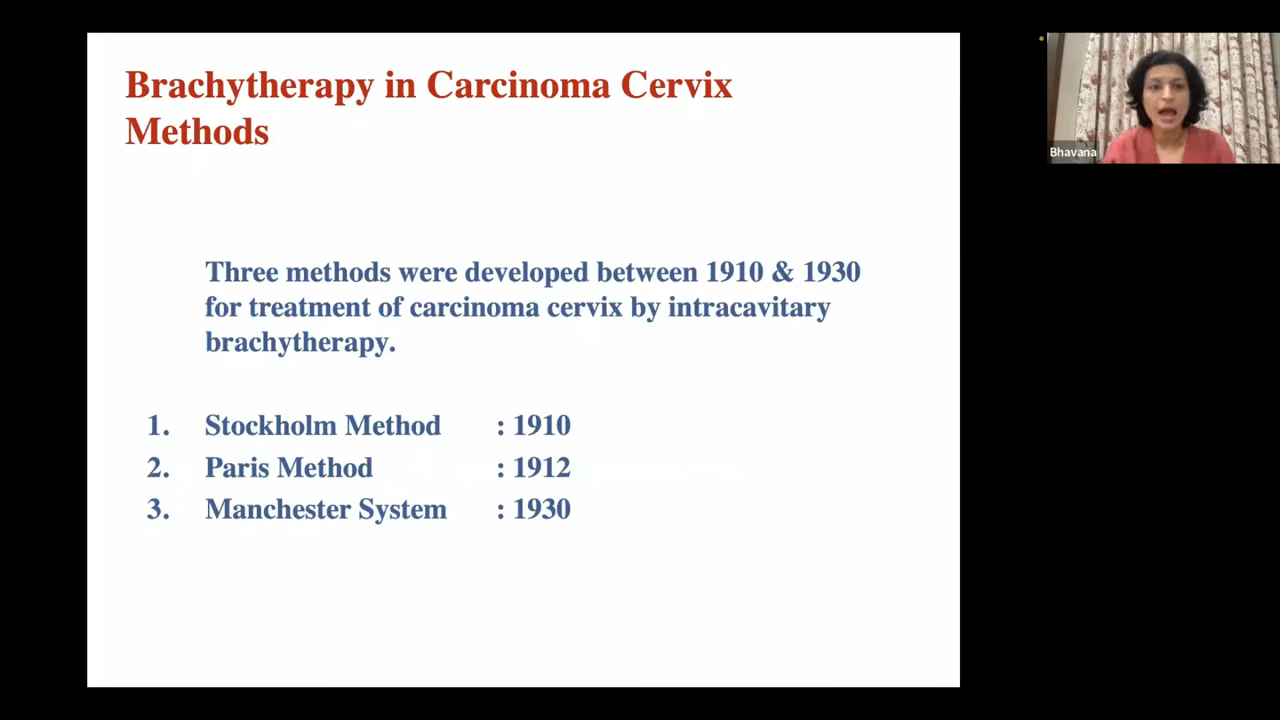 Brachytherapy in Carcinoma Cervix
Methods
Three methods were developed between 1910 & 1930
for treatment of carcinoma cervix by intracavitary
brachytherapy.
1. Stockholm Method : 1910
2. Paris Method : 1912
3. Manchester System : 1930
Bhavana